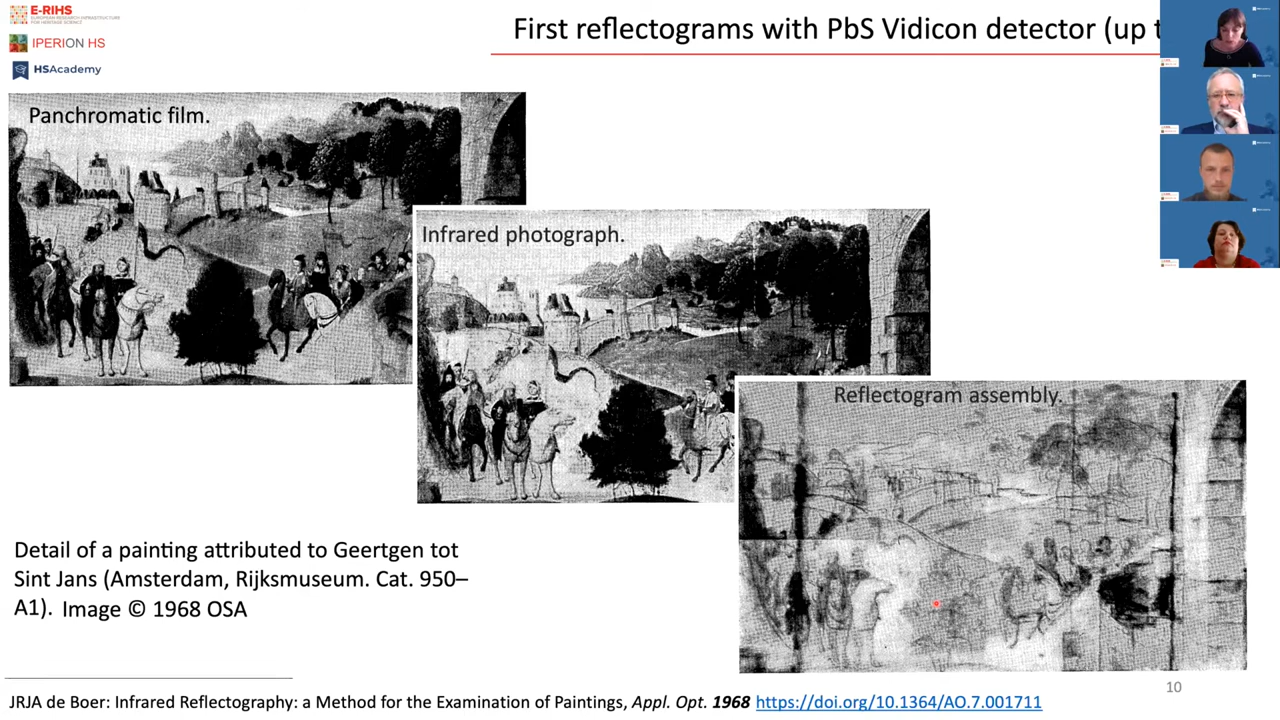 E-RIHS
EUROPEAN RESEARCH INFRASTRUCTURE
FOR HERITAGE SCIENCE
IPERION HS
HSAcademy
First reflectograms with PbS Vidicon detector (up t
Panchromatic film.
Infrared photograph.
Reflectogram assembly.
Detail of a painting attributed to Geertgen tot
Sint Jans (Amsterdam, Rijksmuseum. Cat. 950–
A1). Image © 1968 OSA
10
JRJA de Boer: Infrared Reflectography: a Method for the Examination of Paintings, Appl. Opt. 1968 https://doi.org/10.1364/AO.7.001711